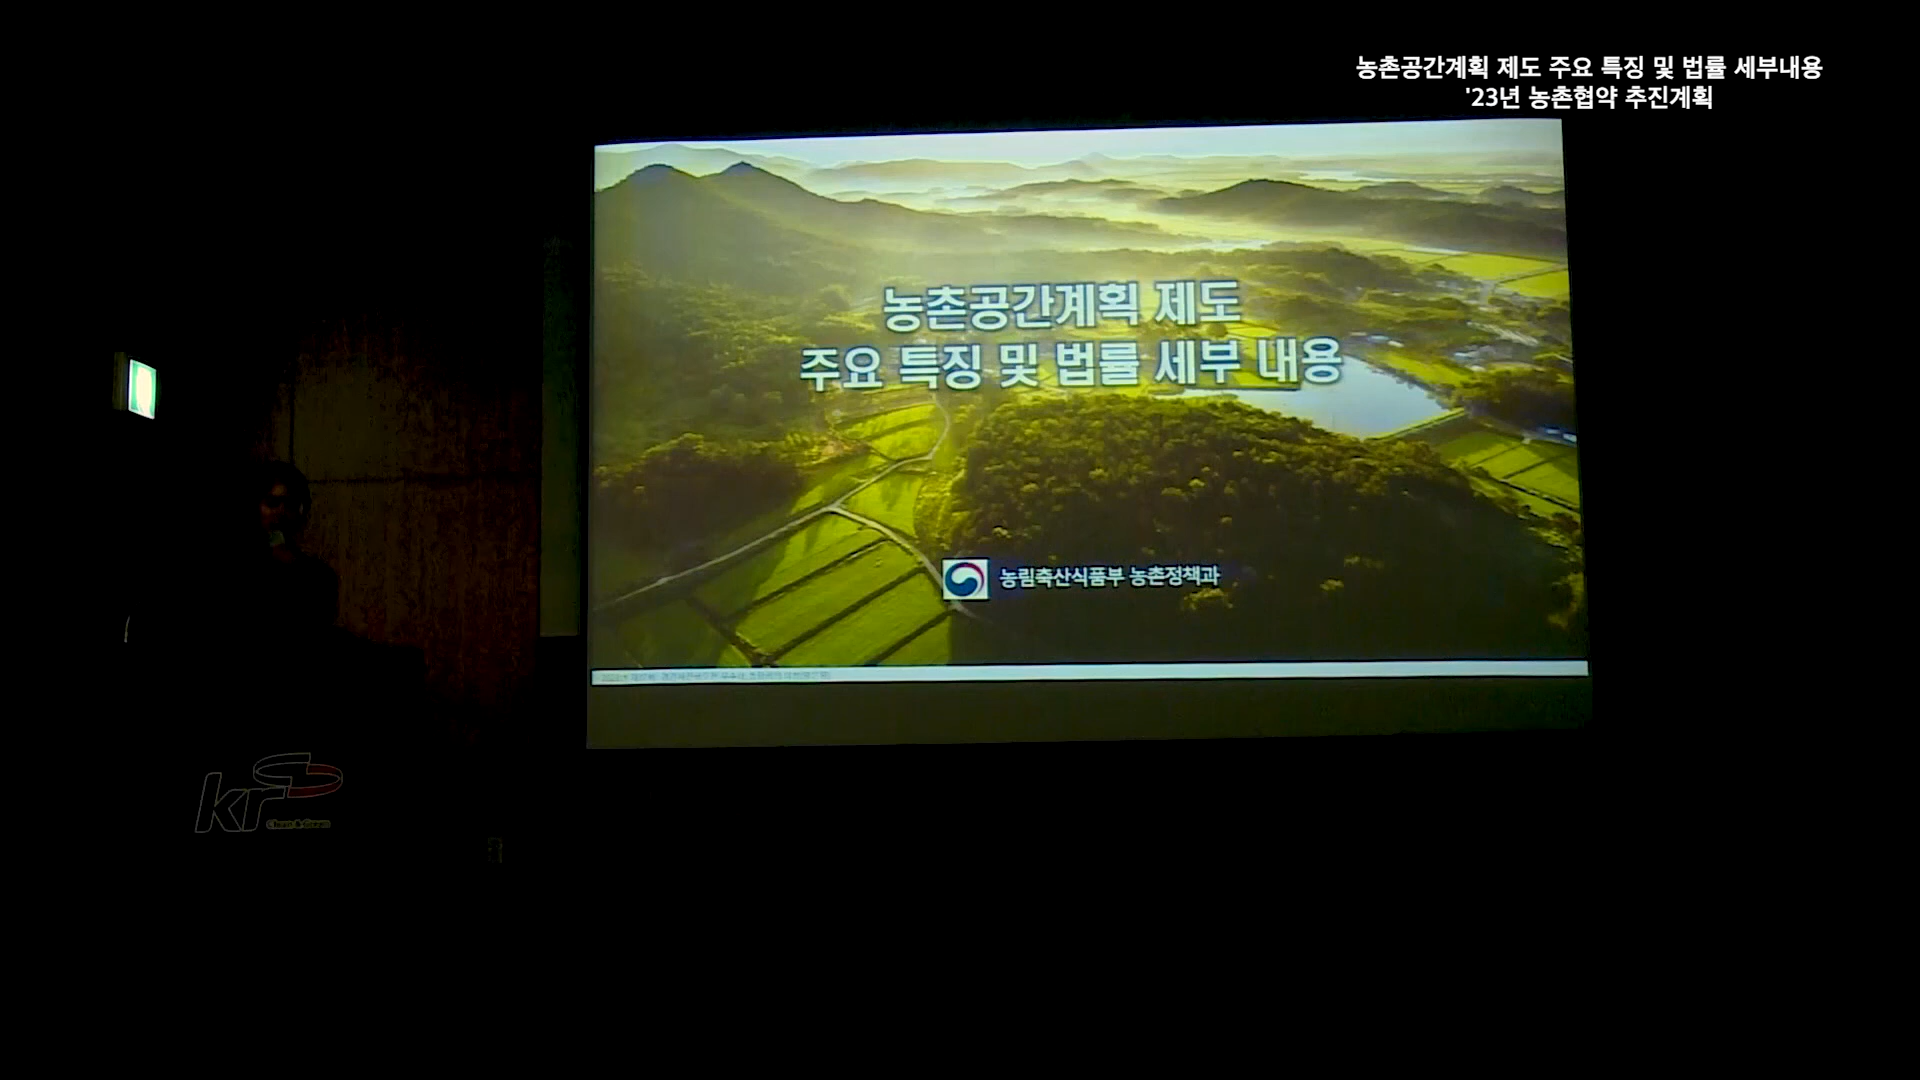 농촌공간계획 제도 주요 특징 및 법률 세부내용
'23년 농촌협약 추진계획
농촌공간계획 제도
주요 특징 및 법률 세부 내용
농림축산식품부 농촌정책과
kr
Clean & Green